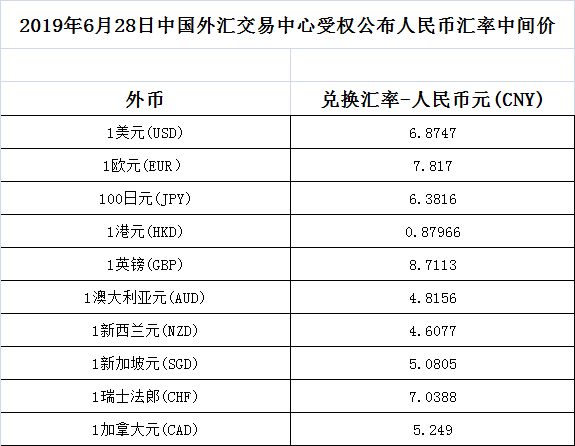 2019年6月28日中国外汇交易中心受权公布人民币汇率中间价
外币 兑换汇率-人民币元(CNY)
1美元(USD) 6.8747
1欧元(EUR) 7.817
100日元(JPY) 6.3816
1港元(HKD) 0.87966
1英镑(GBP) 8.7113
1澳大利亚元(AUD) 4.8156
1新西兰元(NZD) 4.6077
1新加坡元(SGD) 5.0805
1瑞士法郎(CHF) 7.0388
1加拿大元(CAD) 5.249